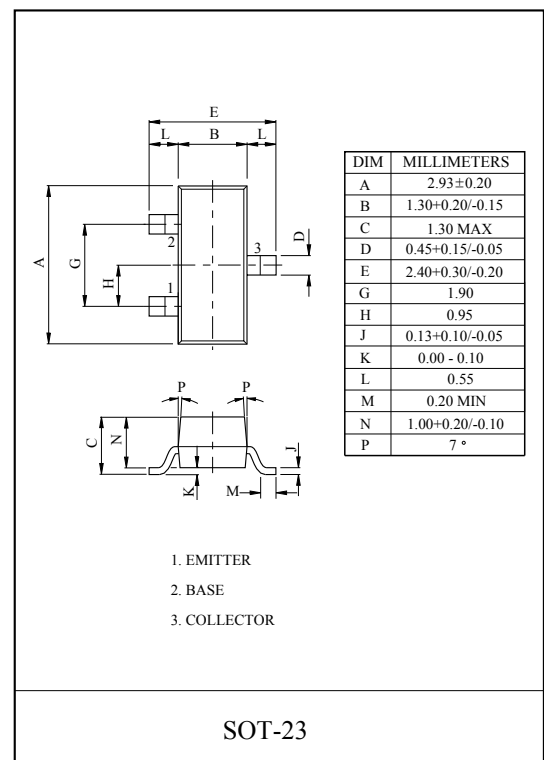 E
L B L
A
G
H
2
1
3
D
DIM MILLIMETERS
A 2.93±0.20
B 1.30+0.20/-0.15
C 1.30 MAX
D 0.45+0.15/-0.05
E 2.40+0.30/-0.20
G 1.90
H 0.95
J 0.13+0.10/-0.05
K 0.00 - 0.10
L 0.55
M 0.20 MIN
N 1.00+0.20/-0.10
P 7 °
P P
C
N
K
M
J
1. EMITTER
2. BASE
3. COLLECTOR
SOT-23